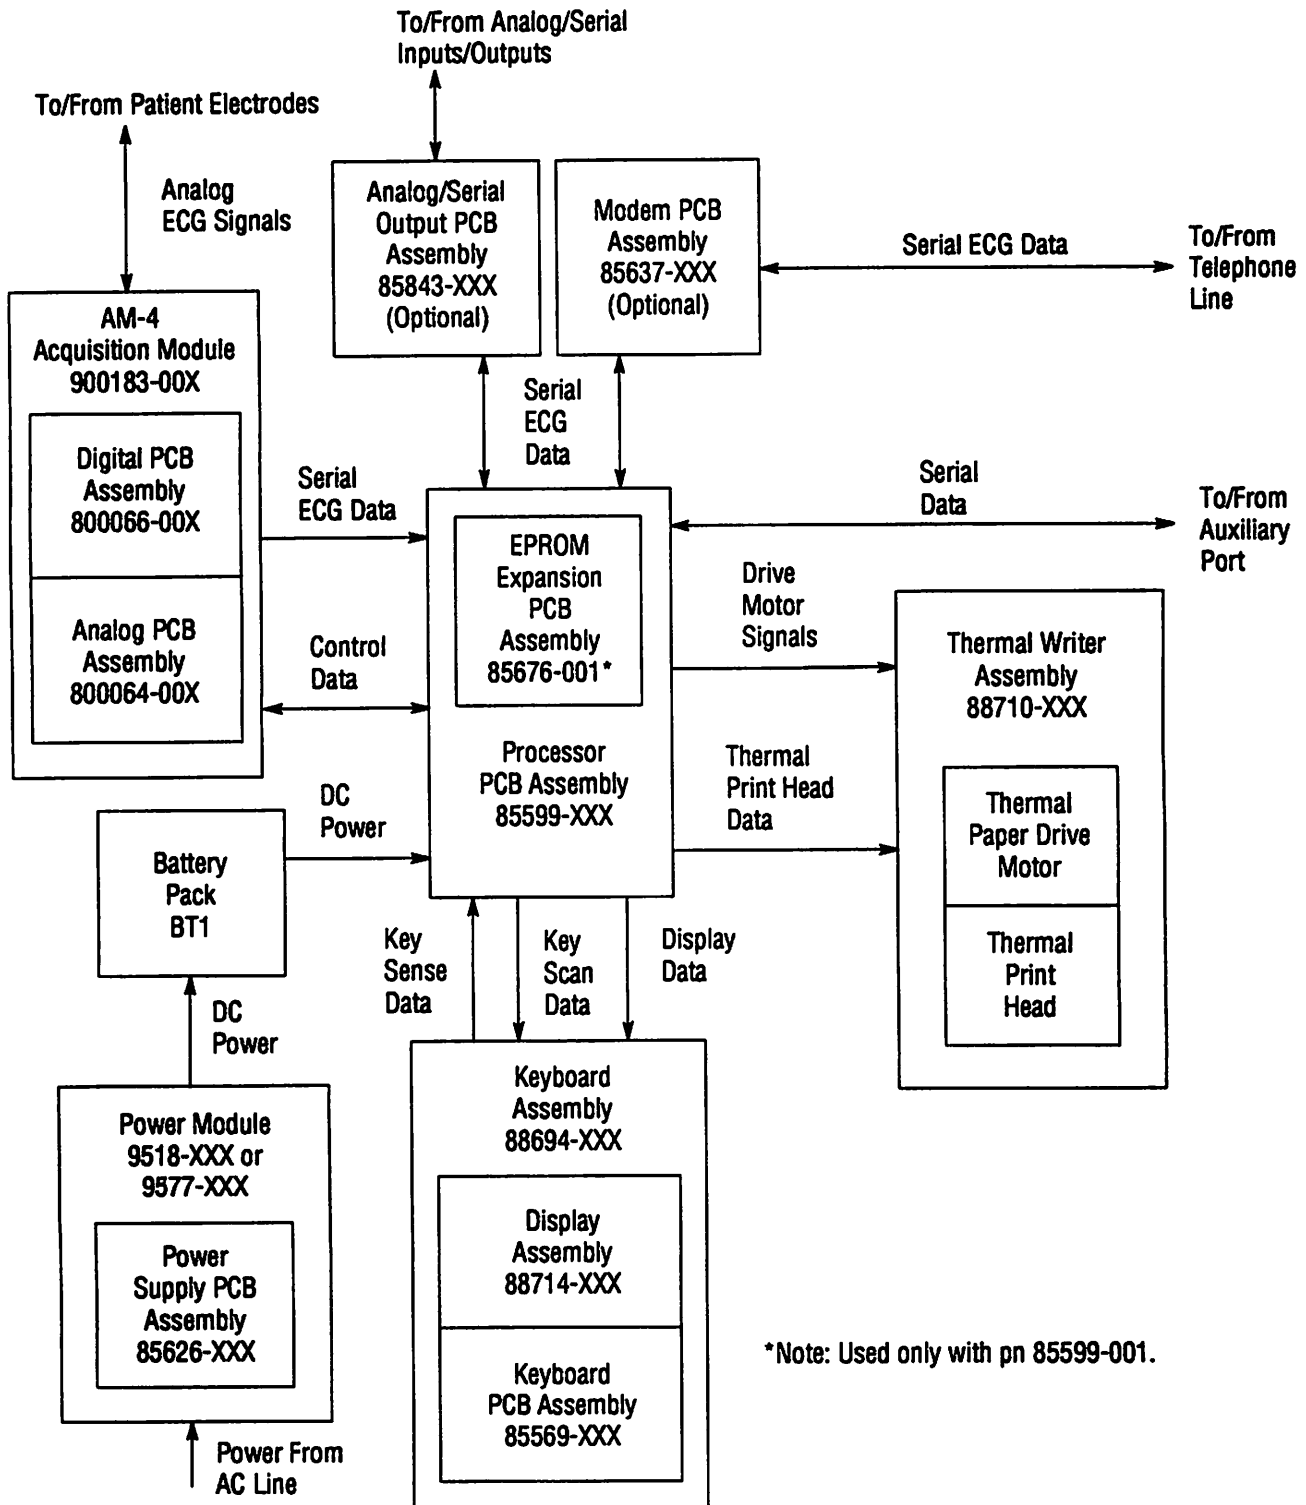 To/From Analog/Serial
Inputs/Outputs
To/From Patient Electrodes
Analog
ECG Signals
Analog/Serial
Output PCB
Assembly
85843-XXX
(Optional)
Modem PCB
Assembly
85637-XXX
(Optional)
Serial ECG Data
To/From
Telephone
Line
AM-4
Acquisition Module
900183-00X
Digital PCB
Assembly
800066-00X
Analog PCB
Assembly
800064-00X
Serial
ECG Data
Serial
ECG
Data
Serial
Data
To/From
Auxiliary
Port
Control
Data
EPROM
Expansion
PCB
Assembly
85676-001*
Processor
PCB Assembly
85599-XXX
Drive
Motor
Signals
Thermal
Print Head
Data
Thermal Writer
Assembly
88710-XXX
Thermal
Paper Drive
Motor
Thermal
Print
Head
DC
Power
Battery
Pack
BT1
Key
Sense
Data
Key
Scan
Data
Display
Data
DC
Power
Power Module
9518-XXX or
9577-XXX
Power
Supply PCB
Assembly
85626-XXX
Power From
AC Line
Keyboard
Assembly
88694-XXX
Display
Assembly
88714-XXX
Keyboard
PCB Assembly
85569-XXX
*Note: Used only with pn 85599-001.